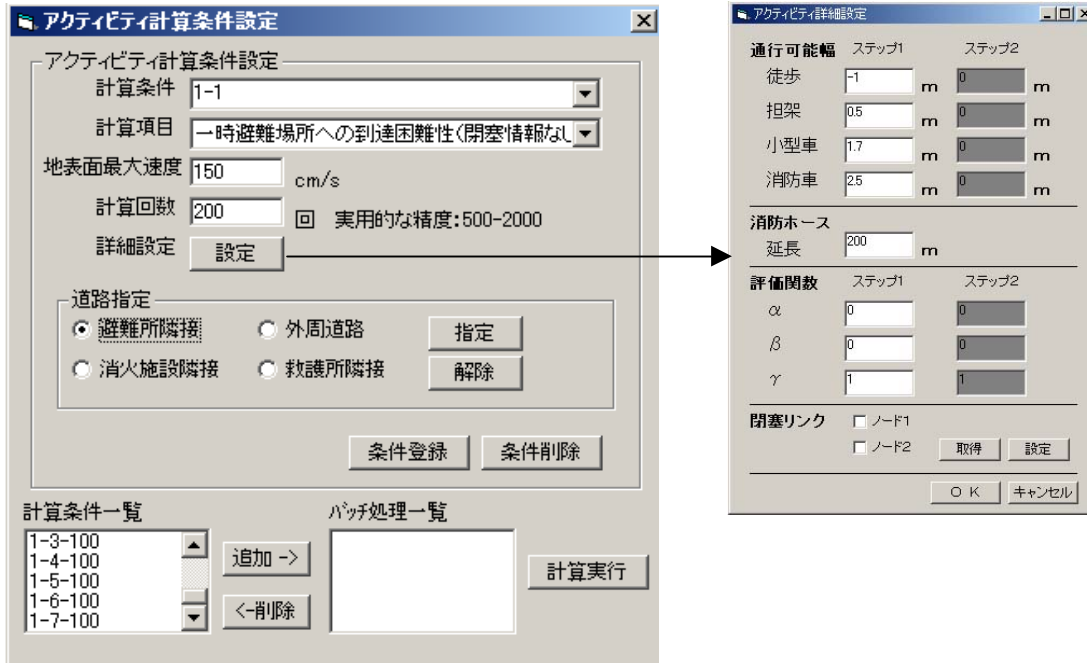 アクティビティ計算条件設定
アクティビティ計算条件設定
計算条件 1-1
計算項目 一時避難場所への到達困難性(閉塞情報なし
地表面最大速度 150 cm/s
計算回数 200 回 実用的な精度:500-2000
詳細設定 設定
道路指定
避難所隣接 外周道路 指定
消火施設隣接 救護所隣接 解除
条件登録 条件削除
計算条件一覧 バッチ処理一覧
1-3-100
1-4-100
1-5-100
1-6-100
1-7-100
追加 ->
<-削除
計算実行
アクティビティ詳細設定
通行可能幅 ステップ1 ステップ2
徒歩 -1 m 0 m
担架 0.5 m 0 m
小型車 1.7 m 0 m
消防車 2.5 m 0 m
消防ホース
延長 200 m
評価関数 ステップ1 ステップ2
α 0 0
β 0 0
γ 1 1
閉塞リンク ノード1
ノード2 取得 設定
ＯＫ キャンセル